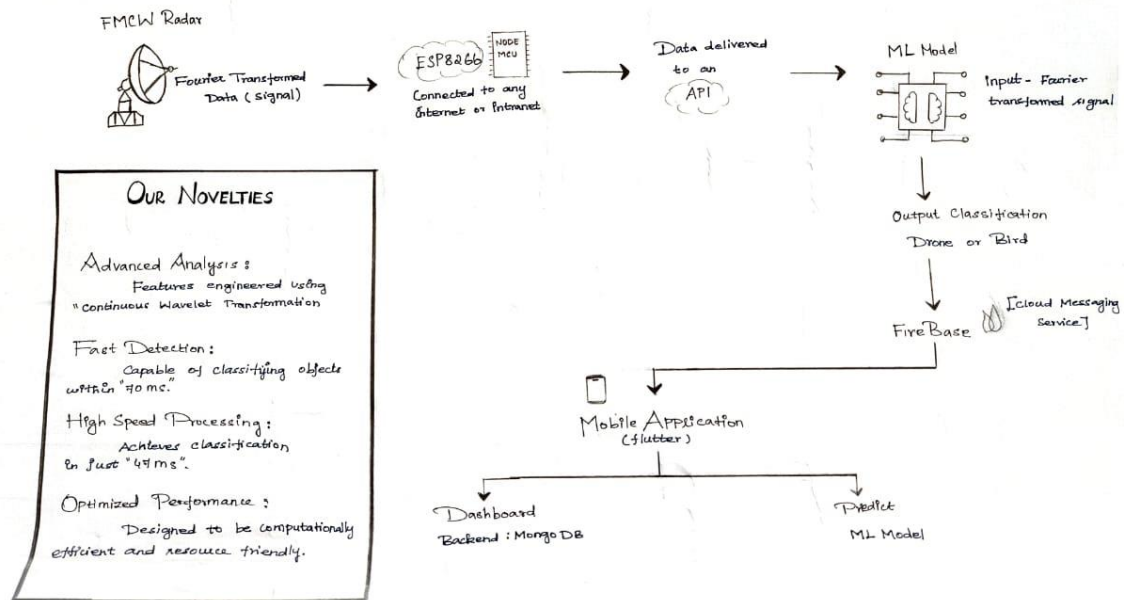 FMCW Radar
Fourier Transformed
Data (signal)
ESP8266
NODE
MCU
Connected to any
Internet or Intranet
Data delivered
to an
API
ML Model
Input - Fourier
transformed signal
Output Classification
Drone or Bird
FireBase
[Cloud Messaging
Service]
Mobile Application
(flutter)
Dashboard
Backend : MongoDB
Predict
ML Model
OUR NOVELTIES
Advanced Analysis :
Features engineered using
"Continuous Wavelet Transformation
Fast Detection :
Capable of classifying objects
within "70 ms."
High Speed Processing :
Achieves classification
in just "47 ms".
Optimized Performance :
Designed to be computationally
efficient and resource friendly.